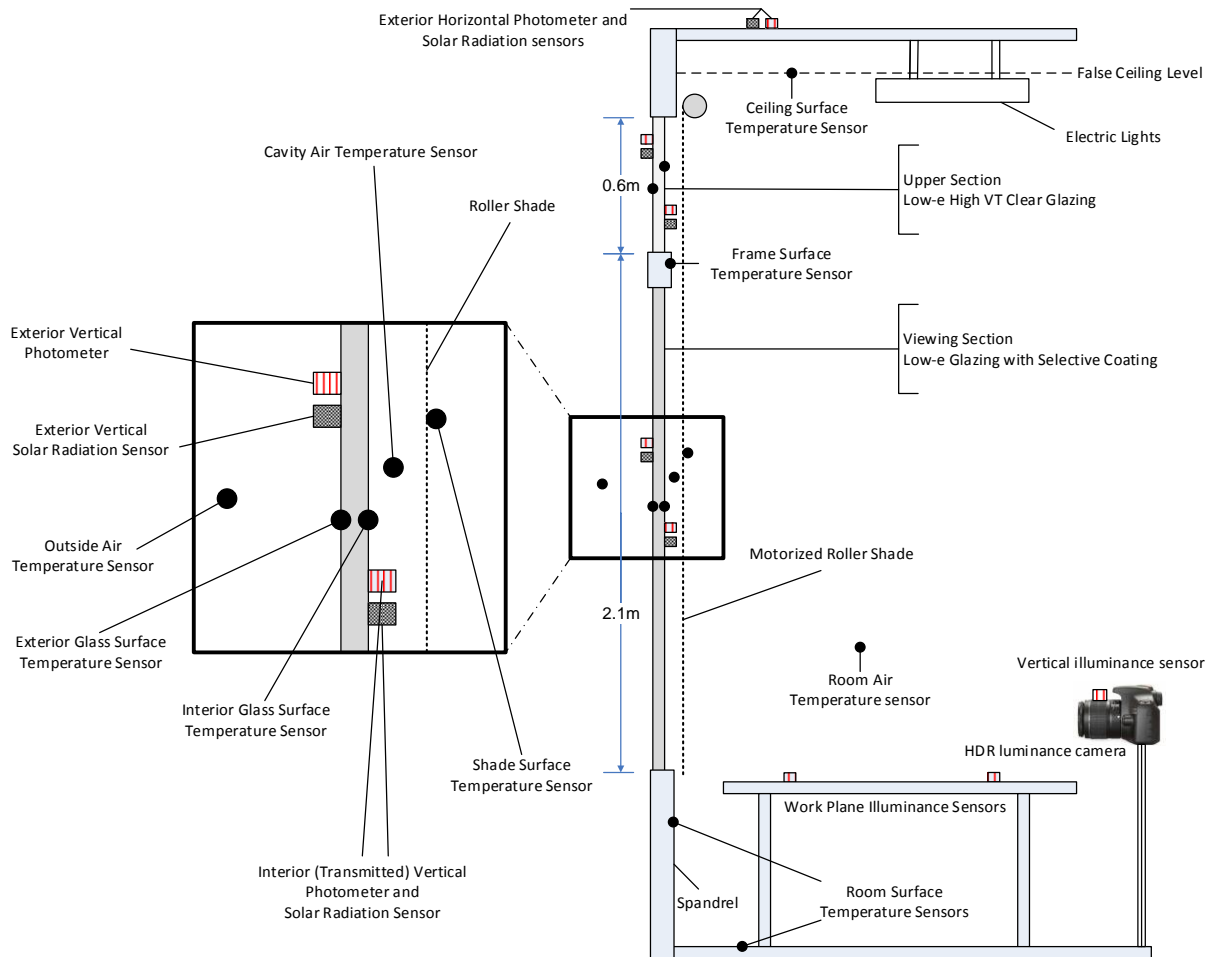 Exterior Horizontal Photometer and
Solar Radiation sensors
False Ceiling Level
Ceiling Surface
Temperature Sensor
Electric Lights
Cavity Air Temperature Sensor
0.6m
Upper Section
Low-e High VT Clear Glazing
Roller Shade
Frame Surface
Temperature Sensor
Exterior Vertical
Photometer
Viewing Section
Low-e Glazing with Selective Coating
Exterior Vertical
Solar Radiation Sensor
Outside Air
Temperature Sensor
Motorized Roller Shade
2.1m
Exterior Glass Surface
Temperature Sensor
Room Air
Temperature sensor
Vertical illuminance sensor
Interior Glass Surface
Temperature Sensor
HDR luminance camera
Shade Surface
Temperature Sensor
Work Plane Illuminance Sensors
Interior (Transmitted) Vertical
Photometer and
Solar Radiation Sensor
Spandrel
Room Surface
Temperature Sensors